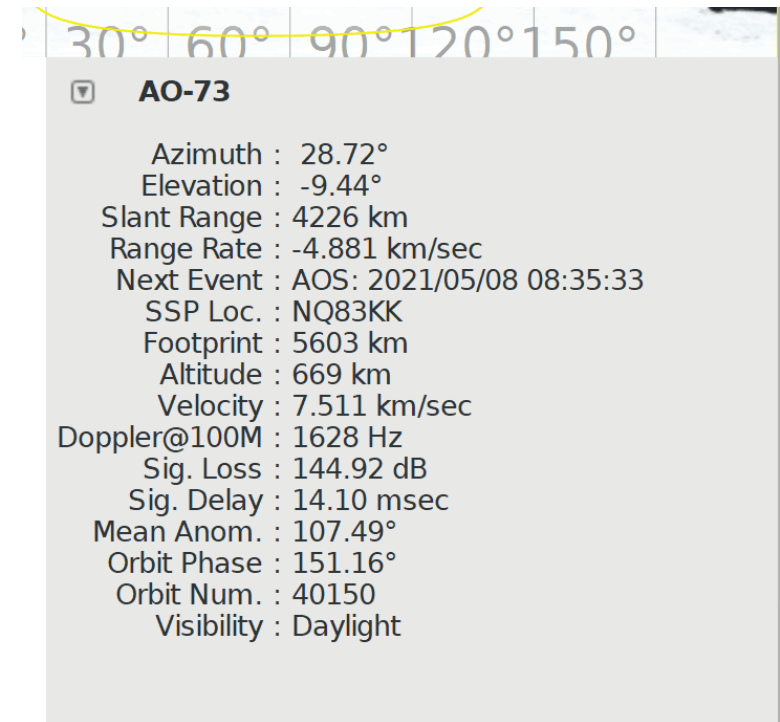 30° 60° 90° 120° 150°
AO-73
Azimuth : 28.72°
Elevation : -9.44°
Slant Range : 4226 km
Range Rate : -4.881 km/sec
Next Event : AOS: 2021/05/08 08:35:33
SSP Loc. : NQ83KK
Footprint : 5603 km
Altitude : 669 km
Velocity : 7.511 km/sec
Doppler@100M : 1628 Hz
Sig. Loss : 144.92 dB
Sig. Delay : 14.10 msec
Mean Anom. : 107.49°
Orbit Phase : 151.16°
Orbit Num. : 40150
Visibility : Daylight